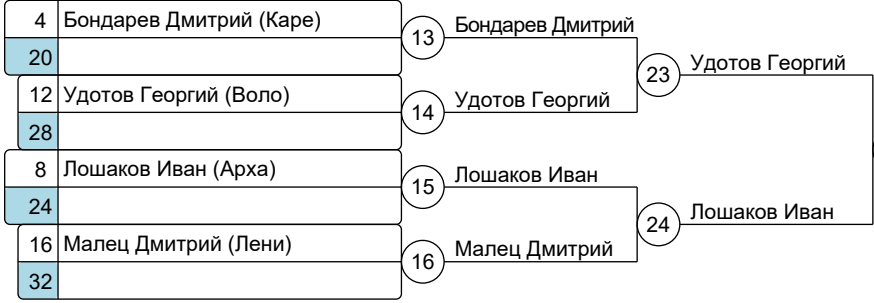 4 Бондарев Дмитрий (Каре)
20
13 Бондарев Дмитрий
12 Удотов Георгий (Воло)
28
14 Удотов Георгий
23 Удотов Георгий
8 Лошаков Иван (Арха)
24
15 Лошаков Иван
16 Малец Дмитрий (Лени)
32
16 Малец Дмитрий
24 Лошаков Иван